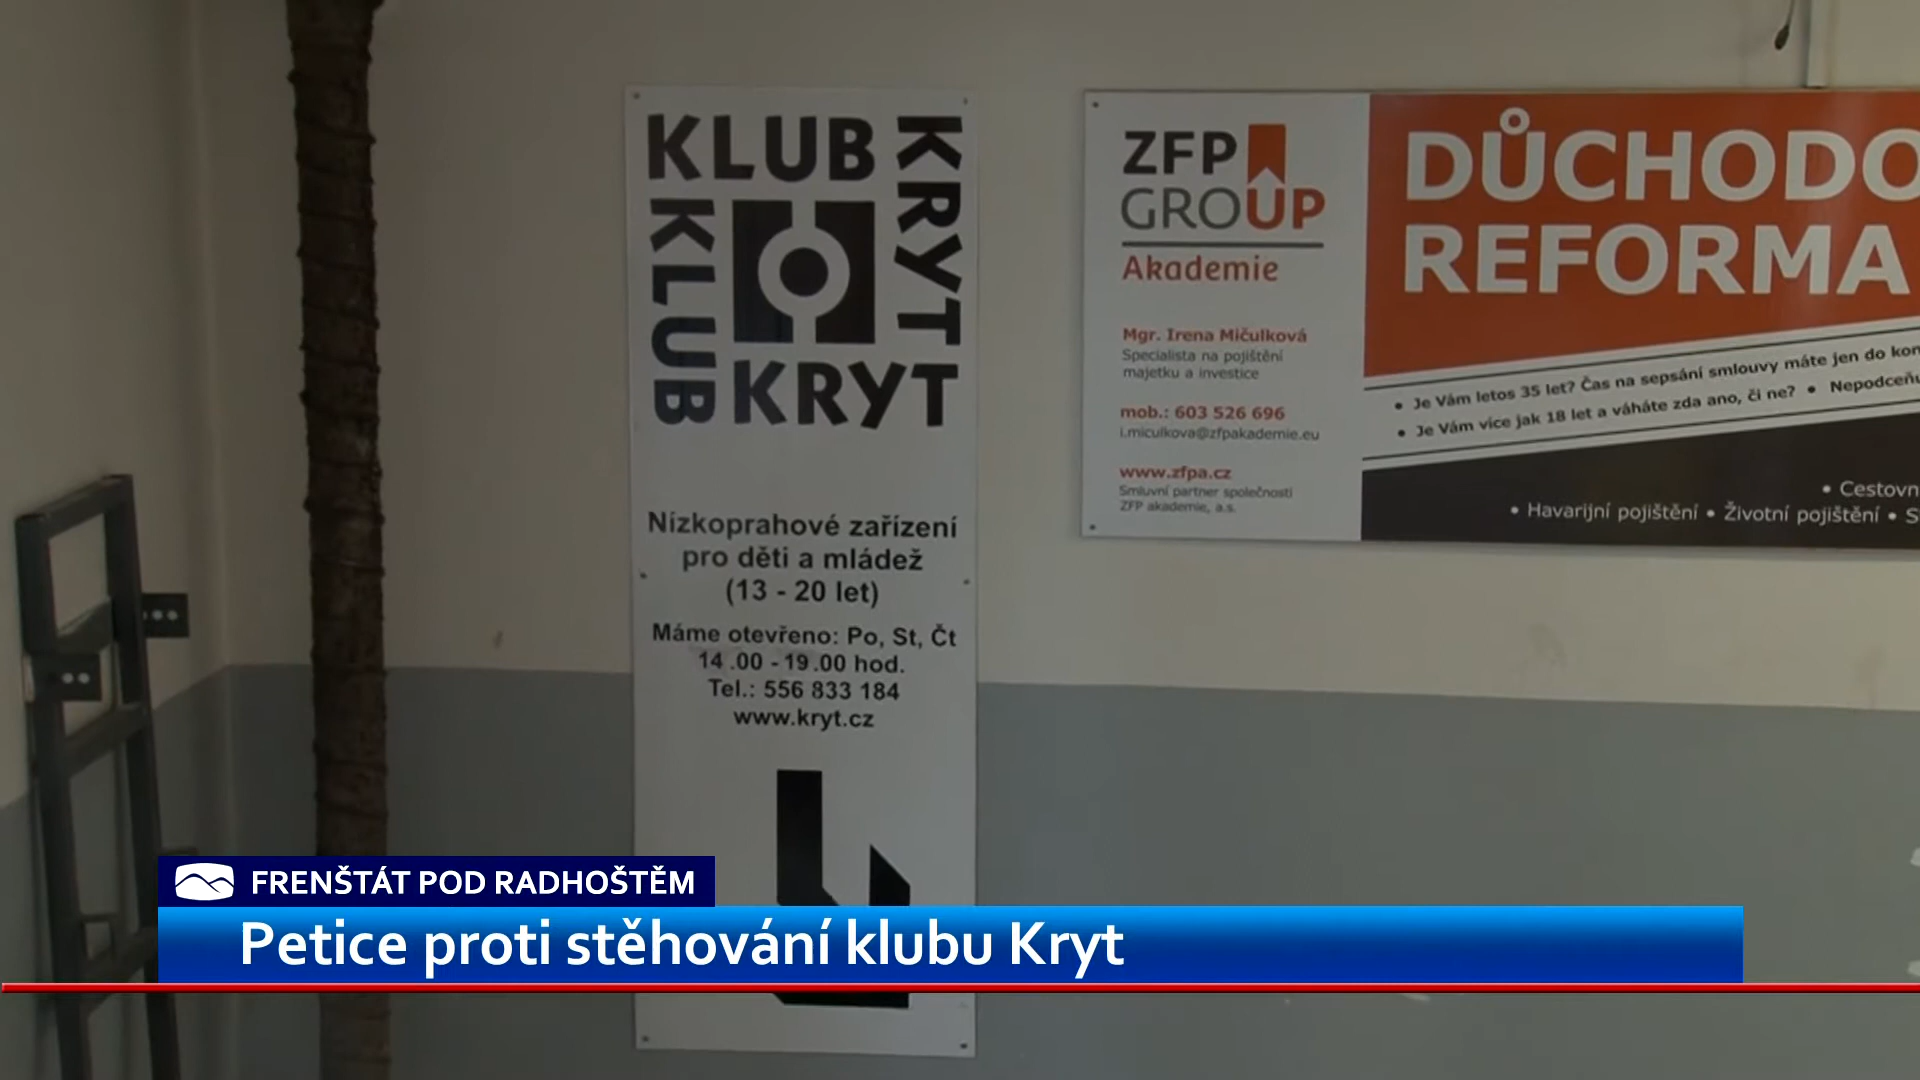 KLUB
KRYT
KLUB
KRYT
Nízkoprahové zařízení
pro děti a mládež
(13 - 20 let)
Máme otevřeno: Po, St, Čt
14.00 - 19.00 hod.
Tel.: 556 833 184
www.kryt.cz
ZFP
GROUP
Akademie
Mgr. Irena Mičulková
Specialista na pojištění
majetku a investice
mob.: 603 526 696
i.miculkova@zfpakademie.eu
www.zfpa.cz
Smluvní partner společnosti
ZFP akademie, a.s.
DŮCHODO
REFORMA
• Je Vám letos 35 let? Čas na sepsání smlouvy máte jen do kon
• Je Vám více jak 18 let a váháte zda ano, či ne? • Nepodceňu
• Cestovn
• Havarijní pojištění • Životní pojištění • S
FRENŠTÁT POD RADHOŠTĚM
Petice proti stěhování klubu Kryt